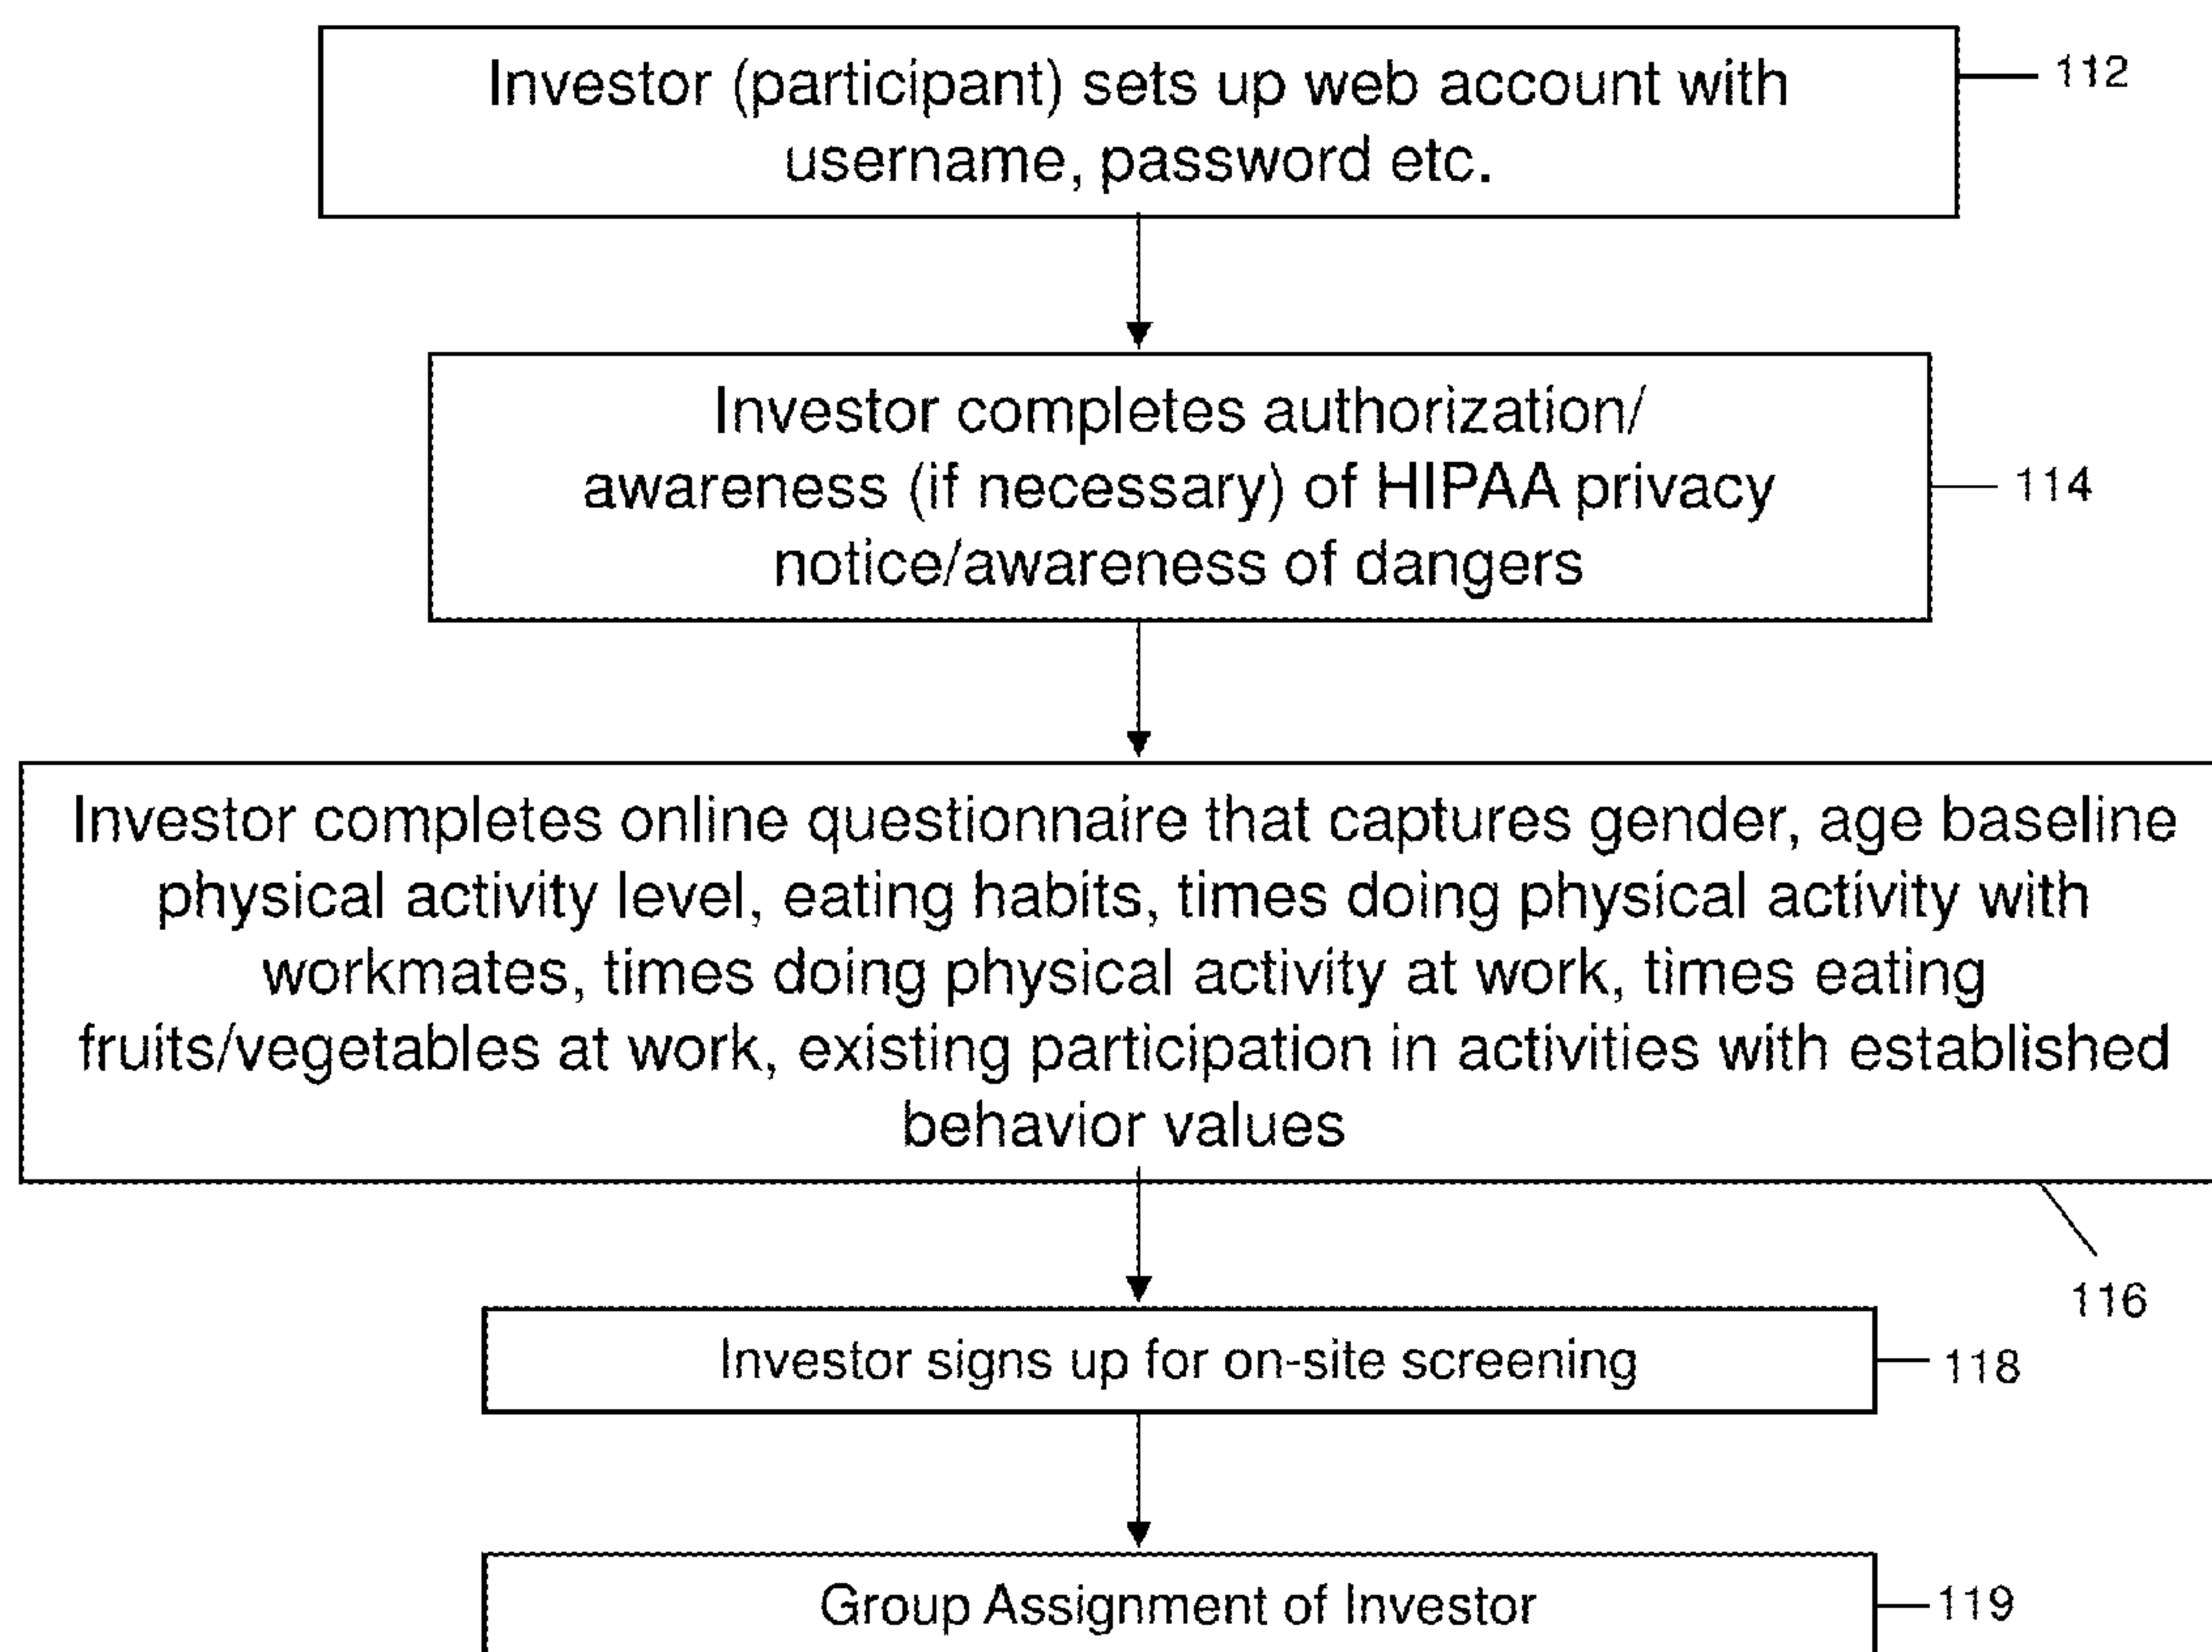 Investor (participant) sets up web account with
username, password etc.
112
Investor completes authorization/
awareness (if necessary) of HIPAA privacy
notice/awareness of dangers
114
Investor completes online questionnaire that captures gender, age baseline
physical activity level, eating habits, times doing physical activity with
workmates, times doing physical activity at work, times eating
fruits/vegetables at work, existing participation in activities with established
behavior values
116
Investor signs up for on-site screening
118
Group Assignment of Investor
119